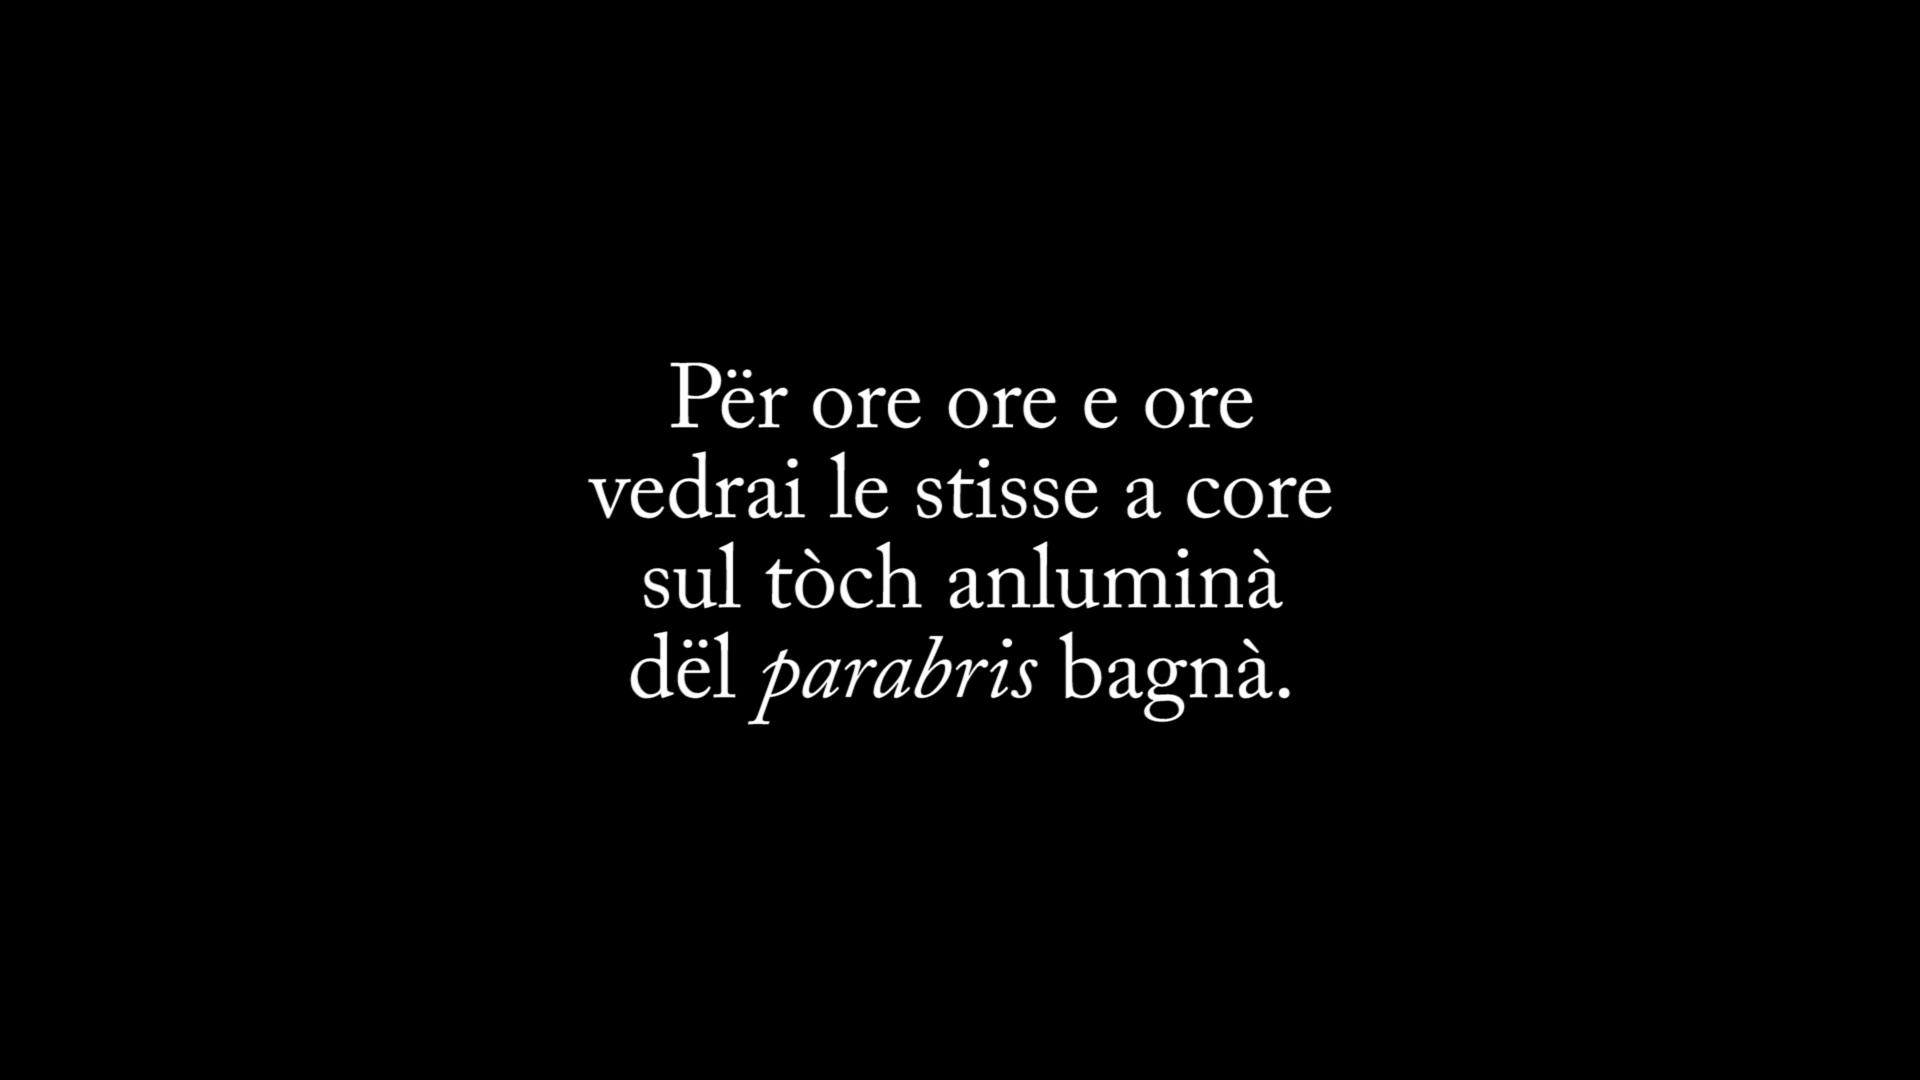 Për ore ore e ore
vedrai le stisse a core
sul tòch anluminà
dël parabris bagnà.